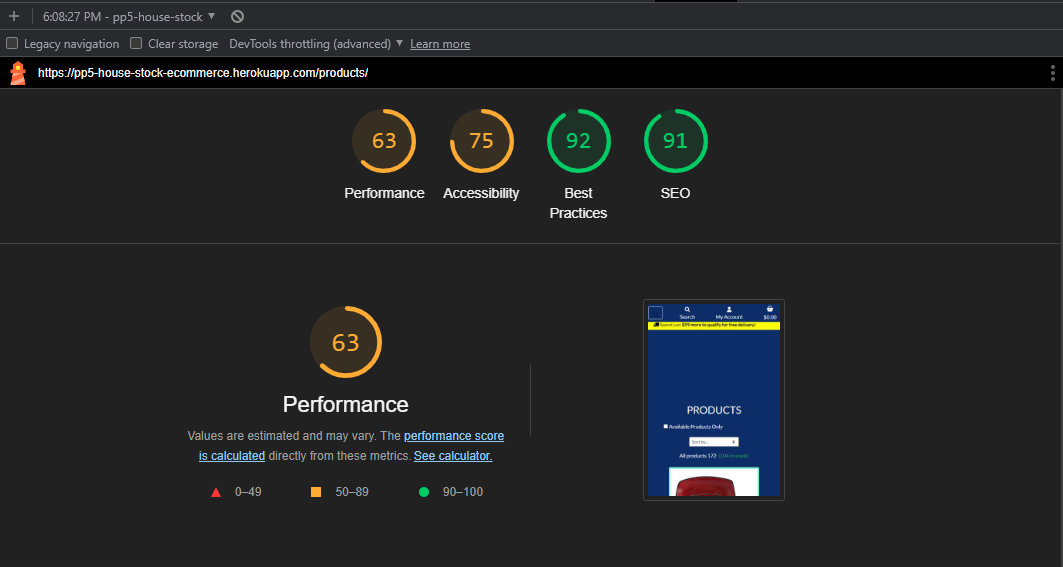 6:08:27 PM - pp5-house-stock
Legacy navigation Clear storage DevTools throttling (advanced) Learn more
https://pp5-house-stock-ecommerce.herokuapp.com/products/
63 75 92 91
Performance Accessibility Best Practices SEO
63
Performance
Values are estimated and may vary. The performance score
is calculated directly from these metrics. See calculator.
0–49 50–89 90–100
Search My Account $0.00
$99 more to qualify for free delivery!
PRODUCTS
Available Products Only
Sort by...
All products 172